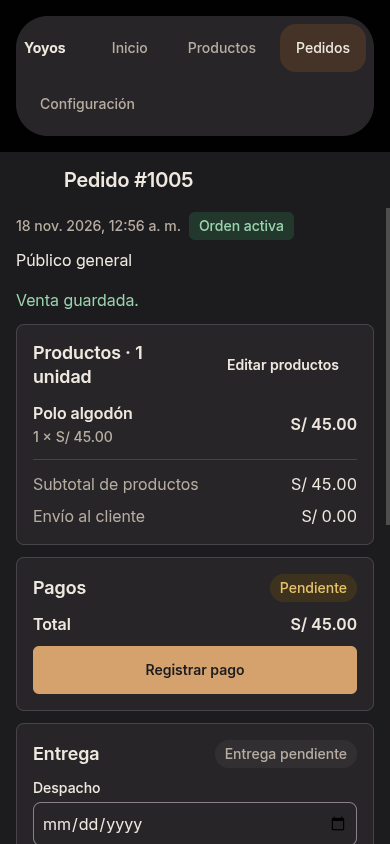 Yoyos Inicio Productos Pedidos
Configuración
Pedido #1005
18 nov. 2026, 12:56 a. m. Orden activa
Público general
Venta guardada.
Productos · 1
unidad
Editar productos
Polo algodón
1 × S/ 45.00
S/ 45.00
Subtotal de productos S/ 45.00
Envío al cliente S/ 0.00
Pagos Pendiente
Total S/ 45.00
Registrar pago
Entrega Entrega pendiente
Despacho
mm/dd/yyyy